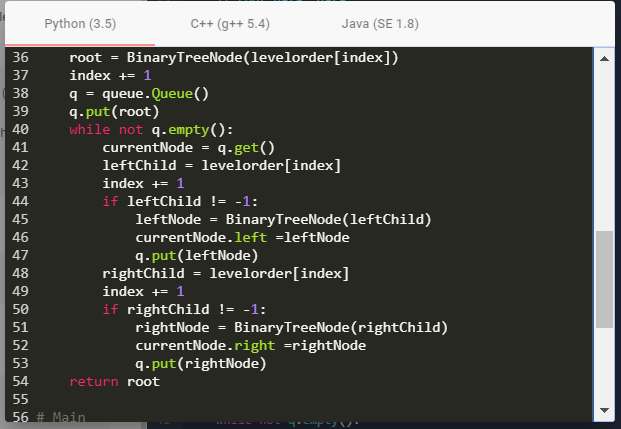 Python (3.5) C++ (g++ 5.4) Java (SE 1.8)
36 root = BinaryTreeNode(levelorder[index])
37 index += 1
38 q = queue.Queue()
39 q.put(root)
40 while not q.empty():
41 currentNode = q.get()
42 leftChild = levelorder[index]
43 index += 1
44 if leftChild != -1:
45 leftNode = BinaryTreeNode(leftChild)
46 currentNode.left =leftNode
47 q.put(leftNode)
48 rightChild = levelorder[index]
49 index += 1
50 if rightChild != -1:
51 rightNode = BinaryTreeNode(rightChild)
52 currentNode.right =rightNode
53 q.put(rightNode)
54 return root
55
56 # Main